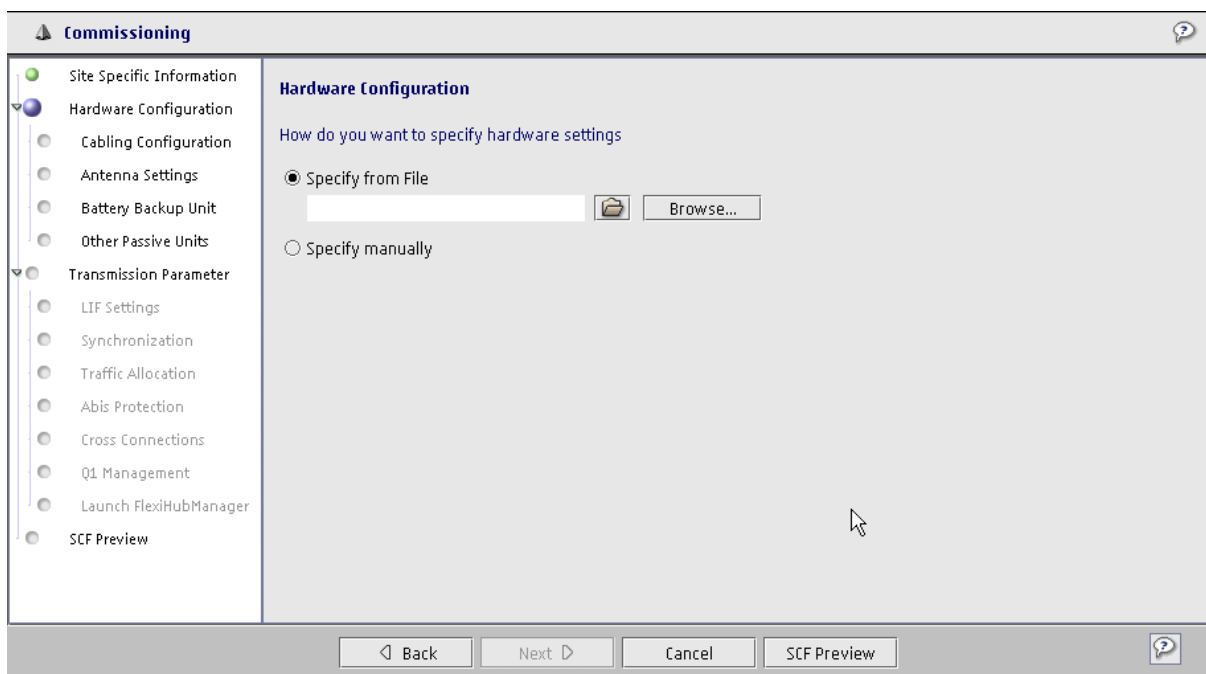 Commissioning
Site Specific Information
Hardware Configuration
Cabling Configuration
Antenna Settings
Battery Backup Unit
Other Passive Units
Transmission Parameter
LIF Settings
Synchronization
Traffic Allocation
Abis Protection
Cross Connections
Q1 Management
Launch FlexiHubManager
SCF Preview
Hardware Configuration
How do you want to specify hardware settings
Specify from File
Browse...
Specify manually
Back
Next
Cancel
SCF Preview